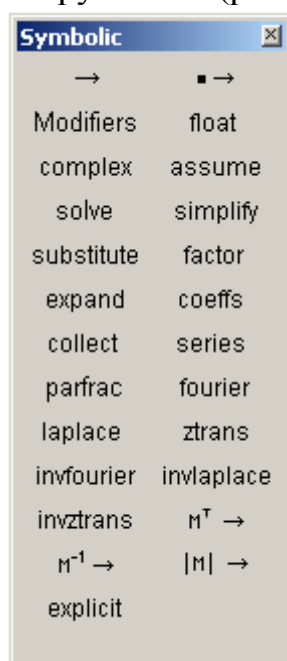 Symbolic
→ ▪ →
Modifiers float
complex assume
solve simplify
substitute factor
expand coeffs
collect series
parfrac fourier
laplace ztrans
invfourier invlaplace
invztrans Mᵀ →
M⁻¹ → |M| →
explicit